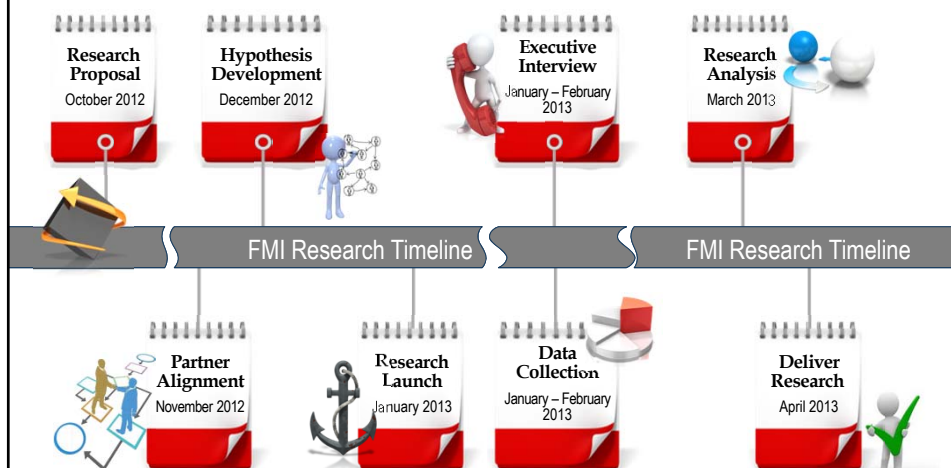 Research
Proposal
October 2012
Hypothesis
Development
December 2012
Executive
Interview
January – February
2013
Research
Analysis
March 2013
FMI Research Timeline
FMI Research Timeline
Partner
Alignment
November 2012
Research
Launch
January 2013
Data
Collection
January – February
2013
Deliver
Research
April 2013